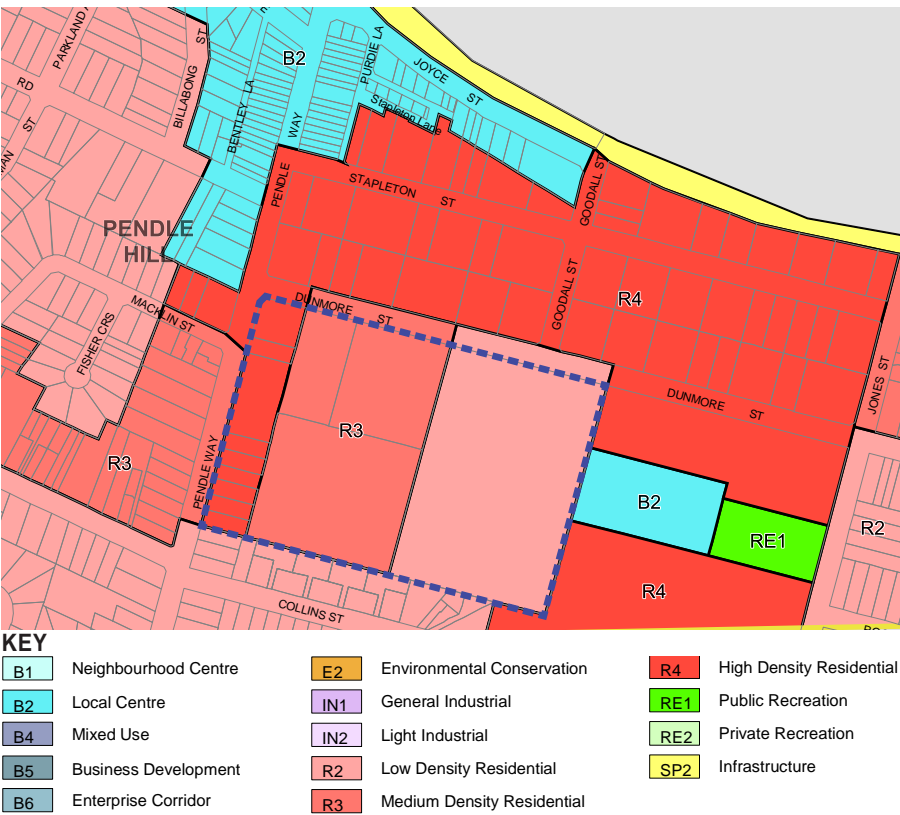 PARKLAND
ST
B2
PURDIE LA
JOYCE
ST
RD
BILLABONG
BENTLEY LA
WAY
Stapleton Lane
ST
MAN
PENDLE
STAPLETON
ST
GOODALL ST
PENDLE
HILL
GOODALL ST
R4
MACKLIN ST
DUNMORE
ST
FISHER CRS
JONES ST
DUNMORE
ST
R3
R3
PENDLE WAY
B2
RE1
R2
R4
COLLINS ST
KEY
B1 Neighbourhood Centre
B2 Local Centre
B4 Mixed Use
B5 Business Development
B6 Enterprise Corridor
E2 Environmental Conservation
IN1 General Industrial
IN2 Light Industrial
R2 Low Density Residential
R3 Medium Density Residential
R4 High Density Residential
RE1 Public Recreation
RE2 Private Recreation
SP2 Infrastructure